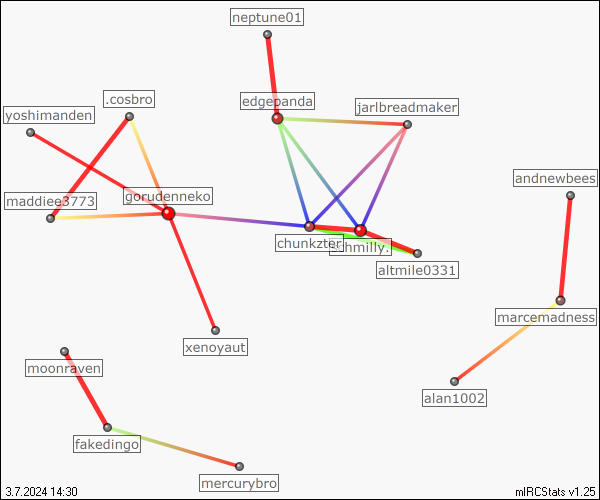 neptune01
.cosbro
edgepanda
yoshimanden
jarlbreadmaker
andnewbees
maddiee3773
gorudenneko
chunkzter.
schmilly.
altmile0331
marcemadness
xenoyaut
moonraven
alan1002
fakedingo
mercurybro
3.7.2024 14:30
mIRCStats v1.25